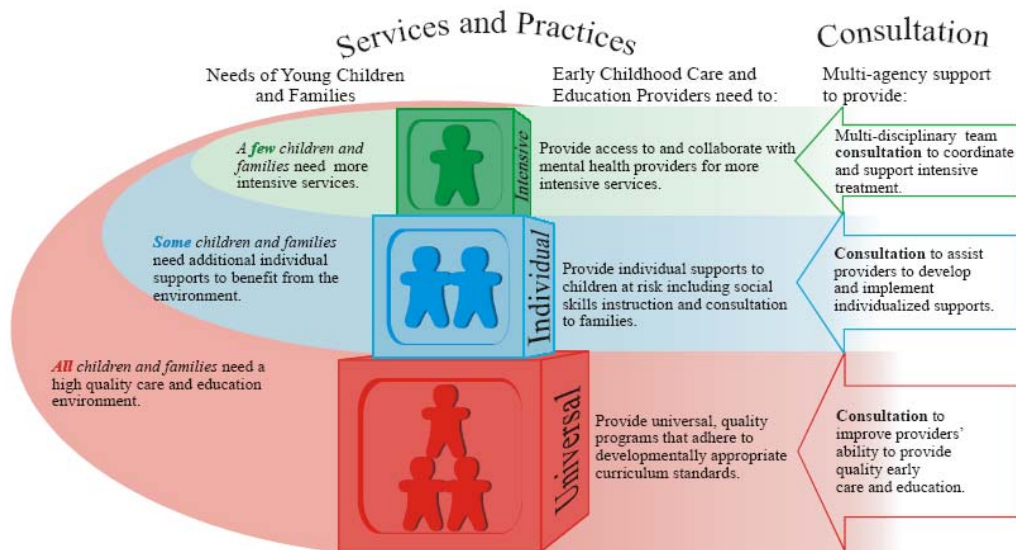 Services and Practices
Consultation
Needs of Young Children
and Families
Early Childhood Care and
Education Providers need to:
Multi-agency support
to provide:
A few children and
families need more
intensive services.
Intensive
Provide access to and collaborate with
mental health providers for more
intensive services.
Multi-disciplinary team
consultation to coordinate
and support intensive
treatment.
Some children and families
need additional individual
supports to benefit from the
environment.
Individual
Provide individual supports to
children at risk including social
skills instruction and consultation
to families.
Consultation to assist
providers to develop
and implement
individualized supports.
All children and families need a
high quality care and education
environment.
Universal
Provide universal, quality
programs that adhere to
developmentally appropriate
curriculum standards.
Consultation to
improve providers'
ability to provide
quality early
care and education.